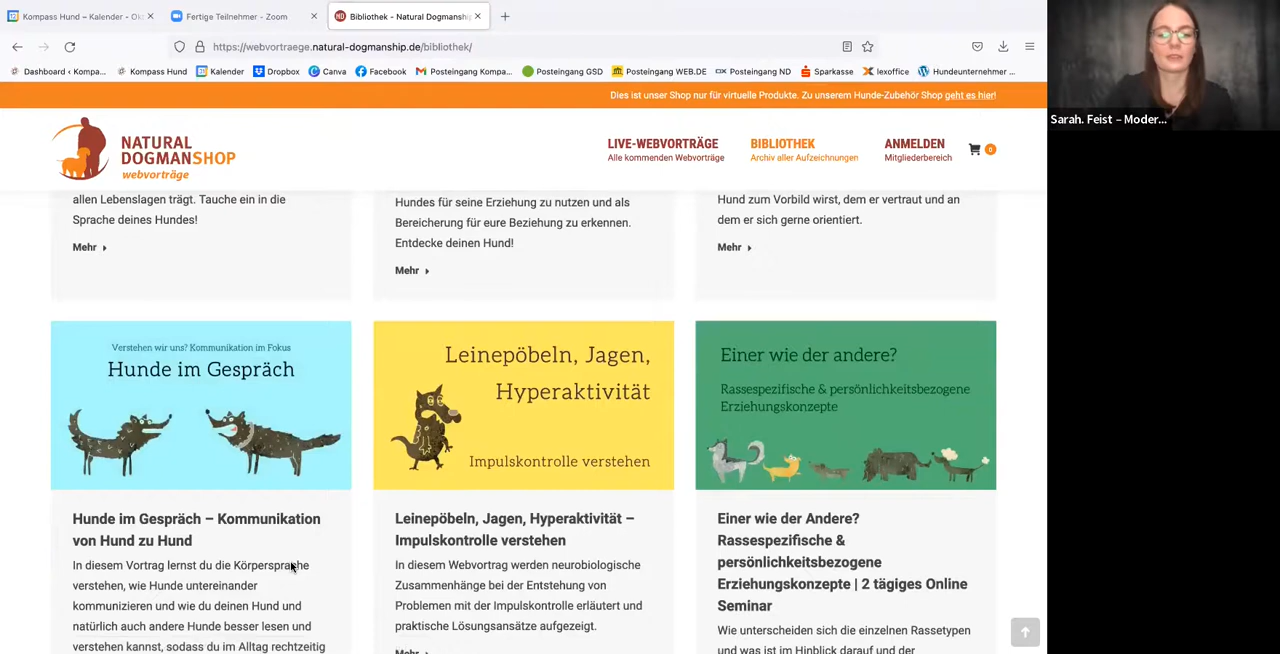 Kompass Hund – Kalender - Ok
Fertige Teilnehmer - Zoom
Bibliothek - Natural Dogmanship
https://webvortraege.natural-dogmanship.de/bibliothek/
Dashboard ‹ Kompa...
Kompass Hund
Kalender
Dropbox
Canva
Facebook
Posteingang Kompa...
Posteingang GSD
Posteingang WEB.DE
Posteingang ND
Sparkasse
lexoffice
Hundeunternehmer ...
Sarah. Feist – Moder...
Dies ist unser Shop nur für virtuelle Produkte. Zu unserem Hunde-Zubehör Shop geht es hier!
NATURAL
DOGMANSHOP
webvorträge
LIVE-WEBVORTRÄGE
Alle kommenden Webvorträge
BIBLIOTHEK
Archiv aller Aufzeichnungen
ANMELDEN
Mitgliederbereich
0
allen Lebenslagen trägt. Tauche ein in die
Sprache deines Hundes!
Mehr
Hundes für seine Erziehung zu nutzen und als
Bereicherung für eure Beziehung zu erkennen.
Entdecke deinen Hund!
Mehr
Hund zum Vorbild wirst, dem er vertraut und an
dem er sich gerne orientiert.
Mehr
Verstehen wir uns? Kommunikation im Fokus
Hunde im Gespräch
Hunde im Gespräch – Kommunikation
von Hund zu Hund
In diesem Vortrag lernst du die Körpersprache
verstehen, wie Hunde untereinander
kommunizieren und wie du deinen Hund und
natürlich auch andere Hunde besser lesen und
verstehen kannst, sodass du im Alltag rechtzeitig
Leinepöbeln, Jagen,
Hyperaktivität
Impulskontrolle verstehen
Leinepöbeln, Jagen, Hyperaktivität –
Impulskontrolle verstehen
In diesem Webvortrag werden neurobiologische
Zusammenhänge bei der Entstehung von
Problemen mit der Impulskontrolle erläutert und
praktische Lösungsansätze aufgezeigt.
Mehr
Einer wie der andere?
Rassespezifische & persönlichkeitsbezogene
Erziehungskonzepte
Einer wie der Andere?
Rassespezifische &
persönlichkeitsbezogene
Erziehungskonzepte | 2 tägiges Online
Seminar
Wie unterscheiden sich die einzelnen Rassetypen
und was ist im Hinblick darauf und der